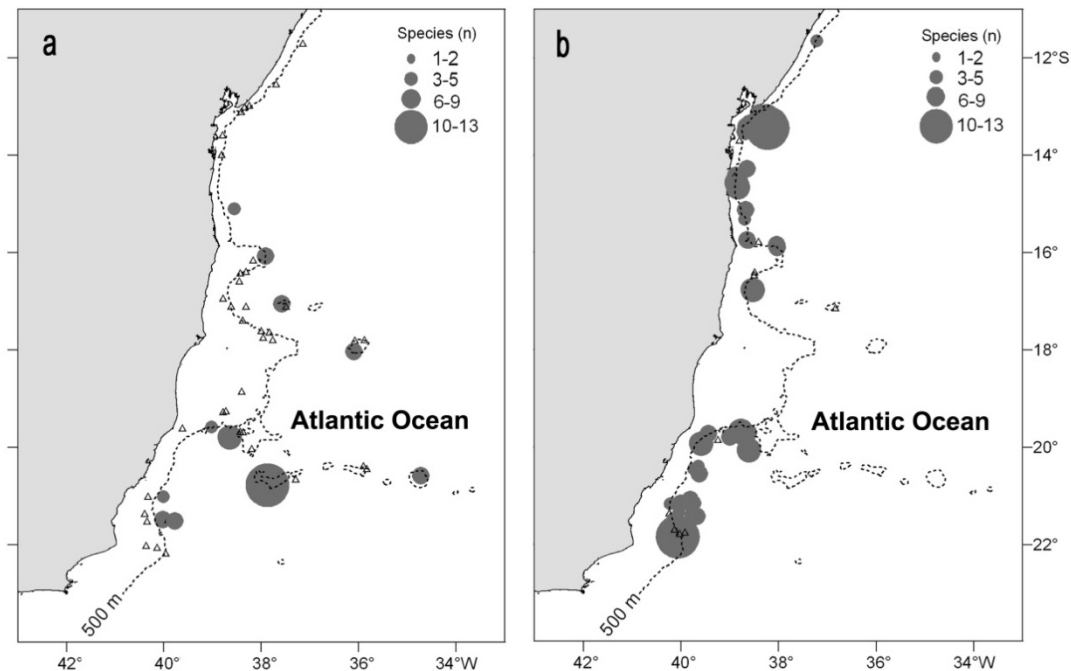 a
Species (n)
1-2
3-5
6-9
10-13
Atlantic Ocean
500 m
42°
40°
38°
36°
34°W
b
Species (n)
1-2
3-5
6-9
10-13
12°S
14°
16°
18°
20°
22°
Atlantic Ocean
500 m
42°
40°
38°
36°
34°W